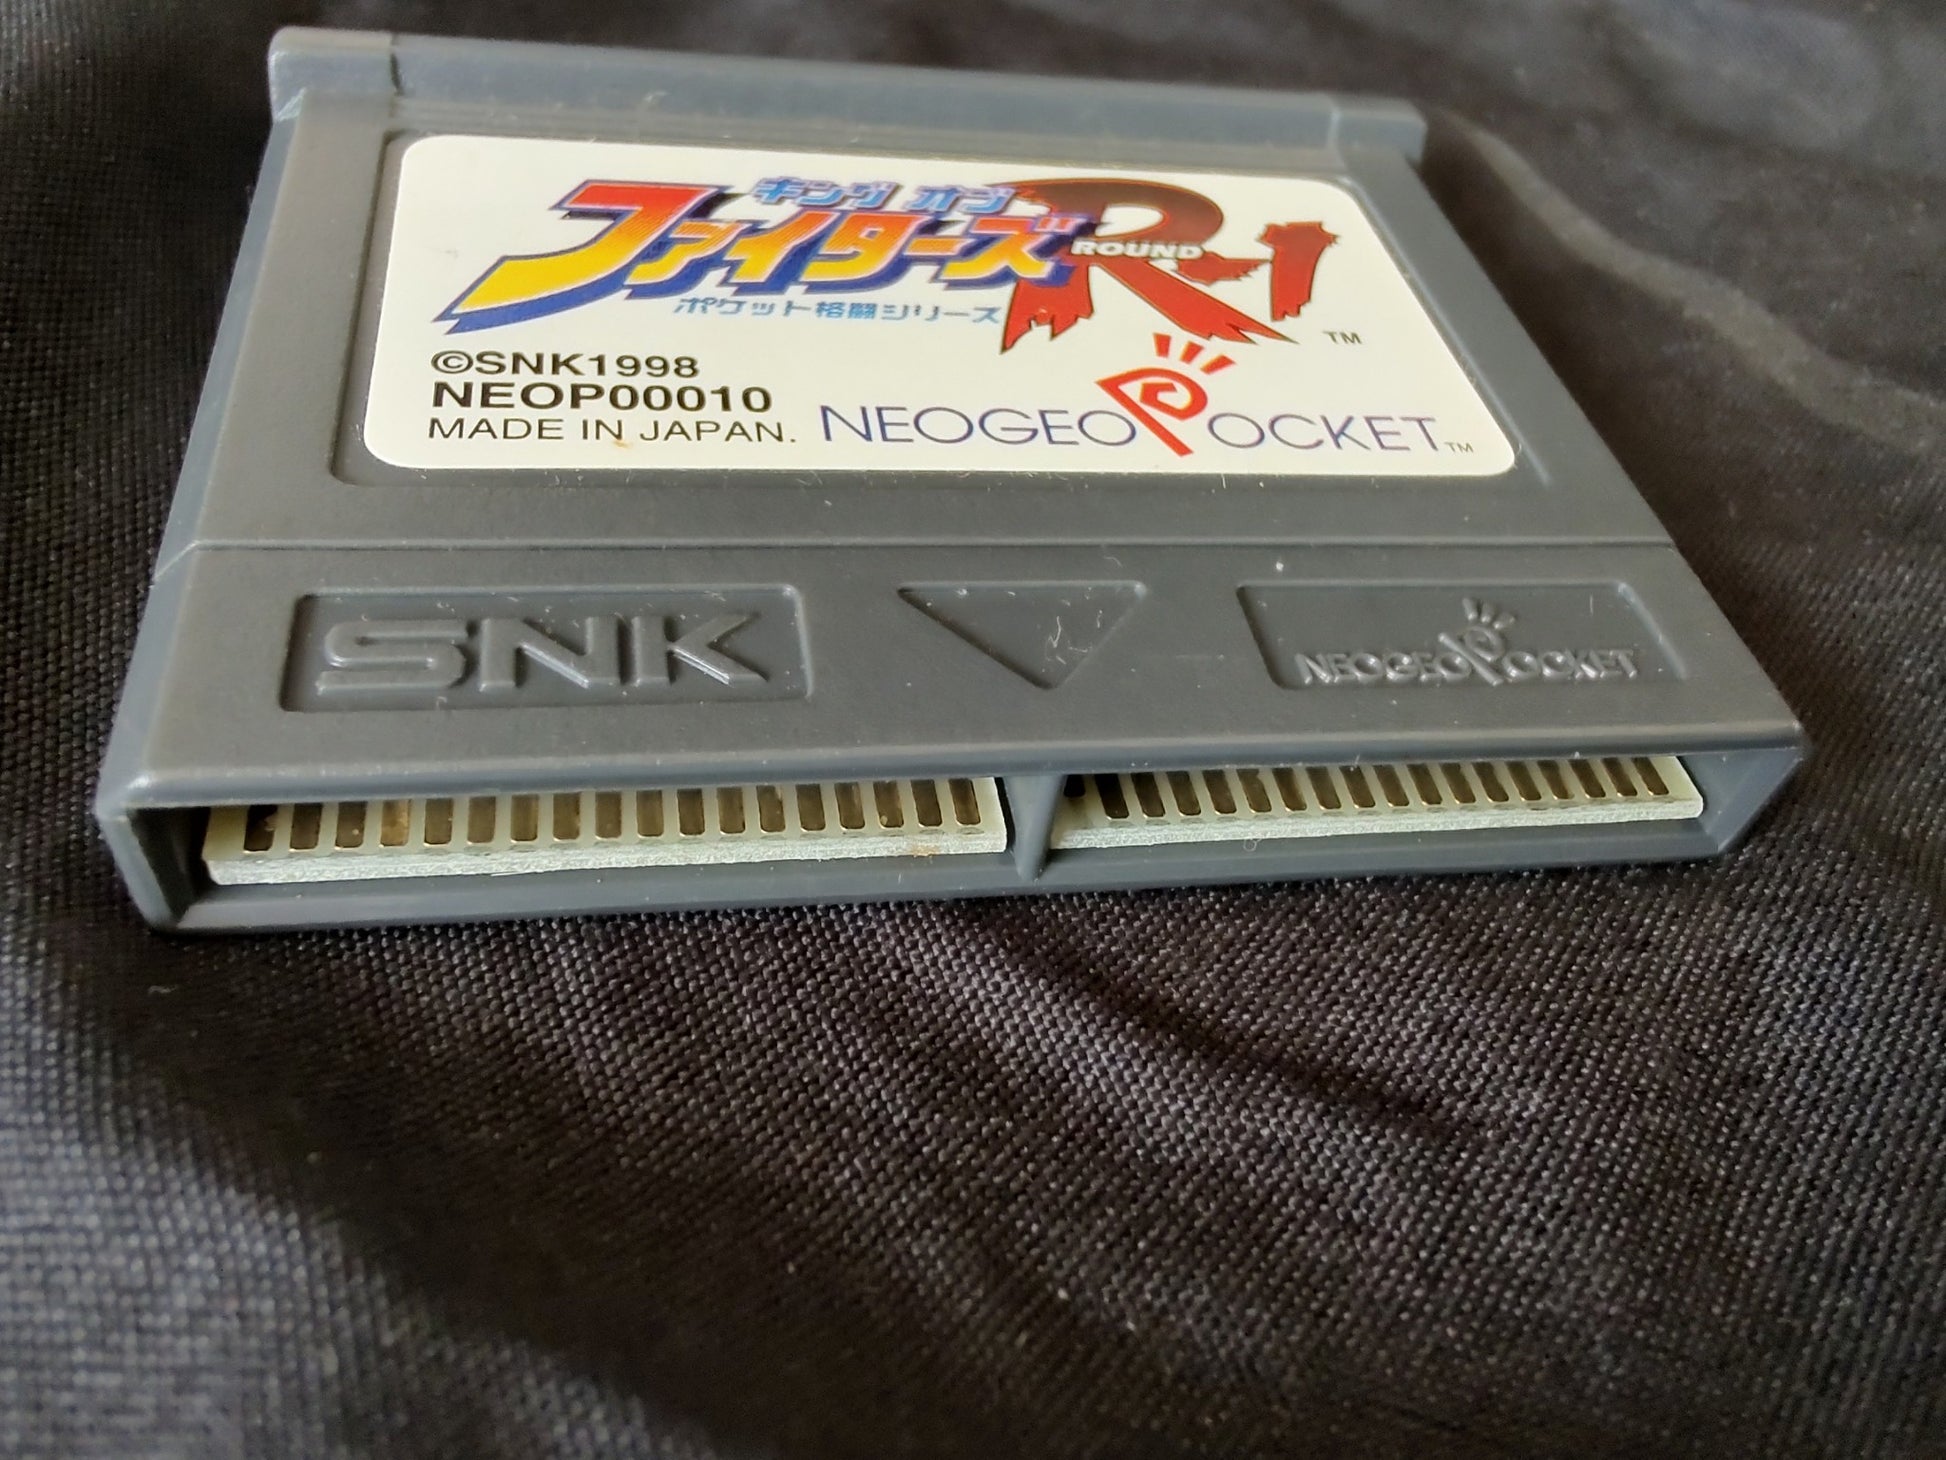 キング オブ
ファイターズ R-1
ROUND
ポケット格闘シリーズ
TM
©SNK1998
NEOP00010
MADE IN JAPAN.
NEOGEO POCKET TM
SNK
NEOGEO POCKET